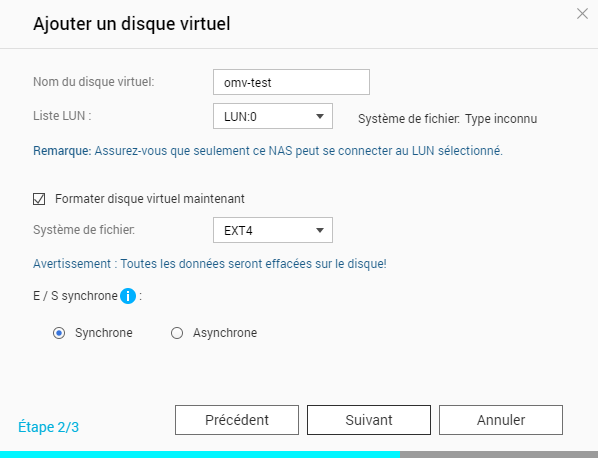 Ajouter un disque virtuel
Nom du disque virtuel: omv-test
Liste LUN : LUN:0 Système de fichier: Type inconnu
Remarque: Assurez-vous que seulement ce NAS peut se connecter au LUN sélectionné.
Formater disque virtuel maintenant
Système de fichier: EXT4
Avertissement : Toutes les données seront effacées sur le disque!
E / S synchrone i :
Synchrone Asynchrone
Étape 2/3 Précédent Suivant Annuler